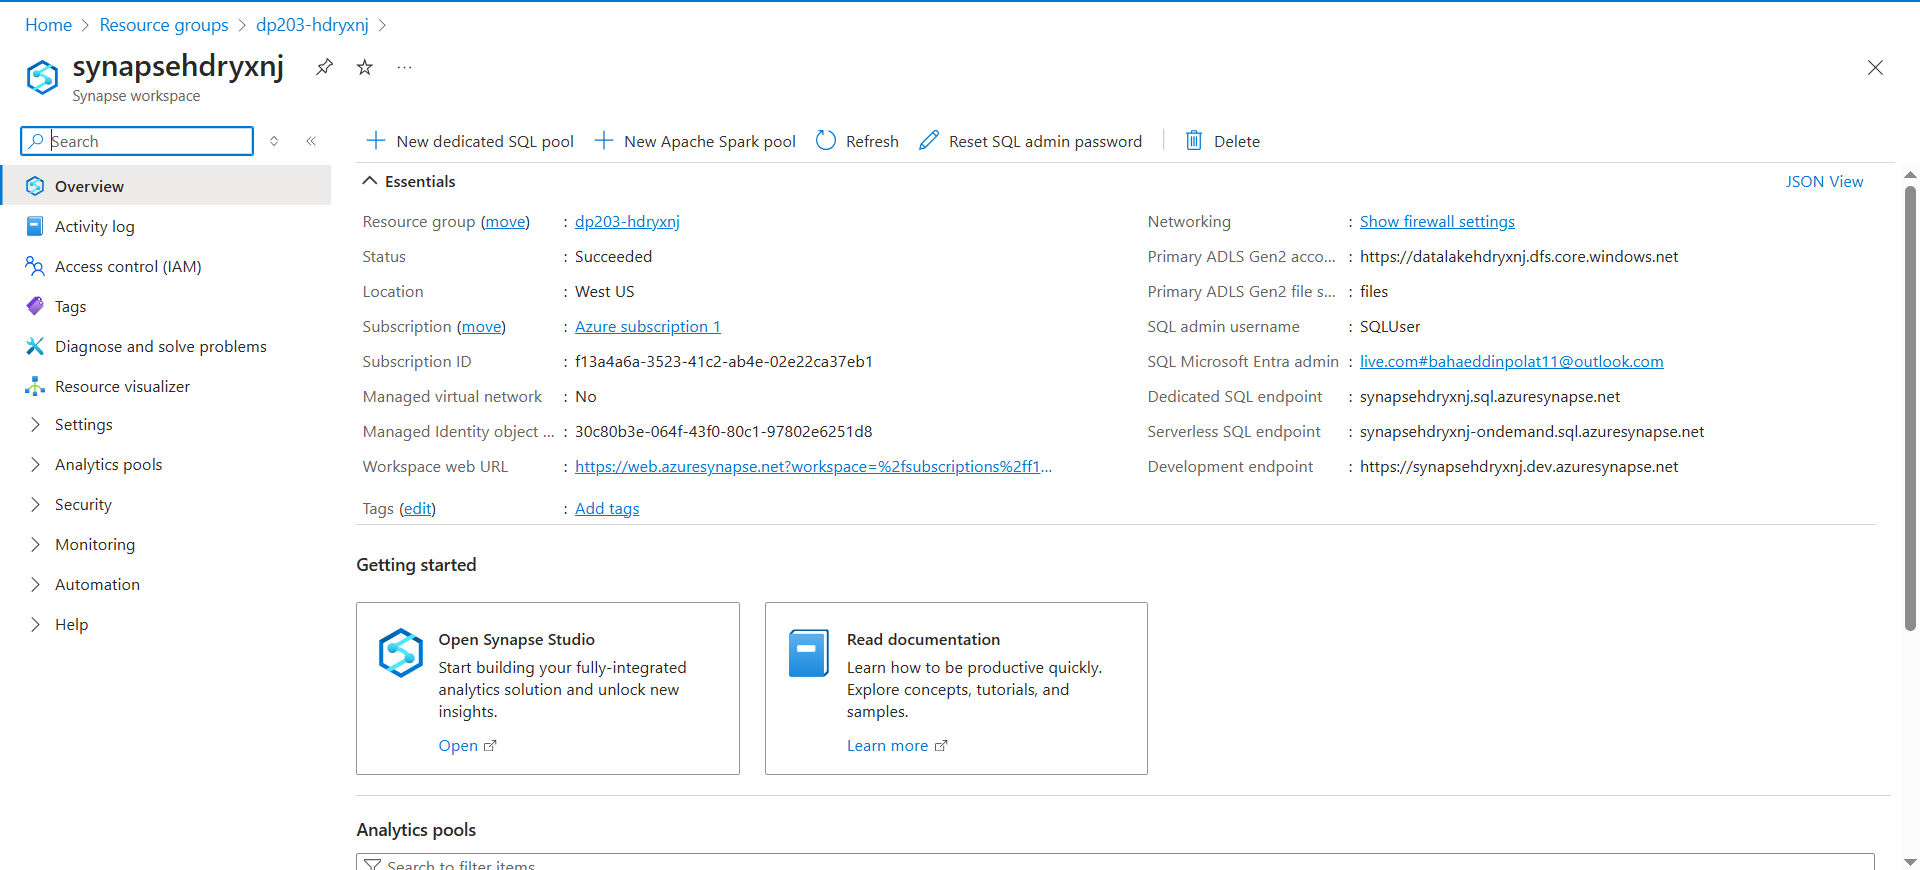 Home > Resource groups > dp203-hdryxnj >
synapsehdryxnj
Synapse workspace
Search
New dedicated SQL pool
New Apache Spark pool
Refresh
Reset SQL admin password
Delete
Overview
Activity log
Access control (IAM)
Tags
Diagnose and solve problems
Resource visualizer
Settings
Analytics pools
Security
Monitoring
Automation
Help
Essentials
JSON View
Resource group (move) : dp203-hdryxnj
Status : Succeeded
Location : West US
Subscription (move) : Azure subscription 1
Subscription ID : f13a4a6a-3523-41c2-ab4e-02e22ca37eb1
Managed virtual network : No
Managed Identity object ... : 30c80b3e-064f-43f0-80c1-97802e6251d8
Workspace web URL : https://web.azuresynapse.net?workspace=%2fsubscriptions%2ff1...
Tags (edit) : Add tags
Networking : Show firewall settings
Primary ADLS Gen2 acco... : https://datalakehdryxnj.dfs.core.windows.net
Primary ADLS Gen2 file s... : files
SQL admin username : SQLUser
SQL Microsoft Entra admin : live.com#bahaeddinpolat11@outlook.com
Dedicated SQL endpoint : synapsehdryxnj.sql.azuresynapse.net
Serverless SQL endpoint : synapsehdryxnj-ondemand.sql.azuresynapse.net
Development endpoint : https://synapsehdryxnj.dev.azuresynapse.net
Getting started
Open Synapse Studio
Start building your fully-integrated
analytics solution and unlock new
insights.
Open
Read documentation
Learn how to be productive quickly.
Explore concepts, tutorials, and
samples.
Learn more
Analytics pools
Search to filter items...